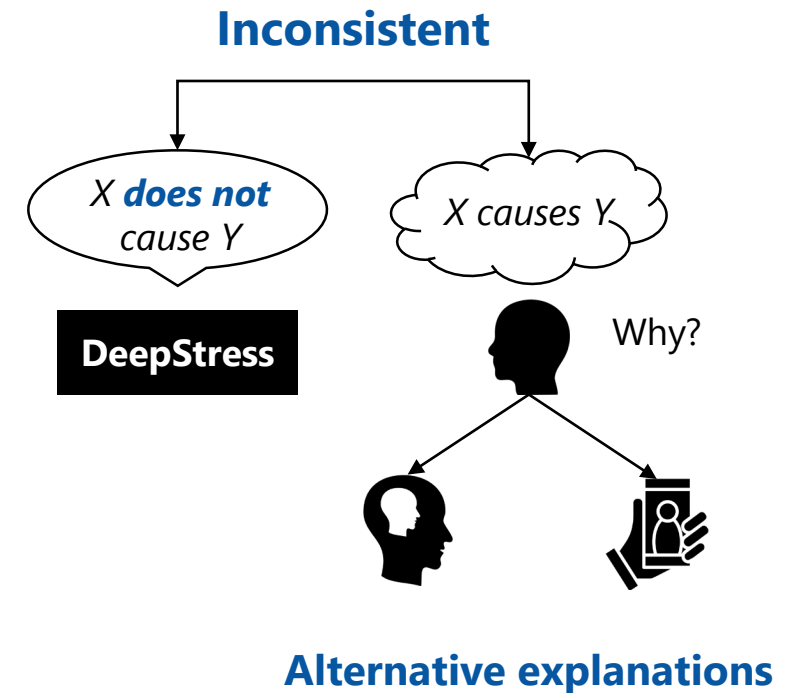 Inconsistent
X does not
cause Y
X causes Y
DeepStress
Why?
Alternative explanations